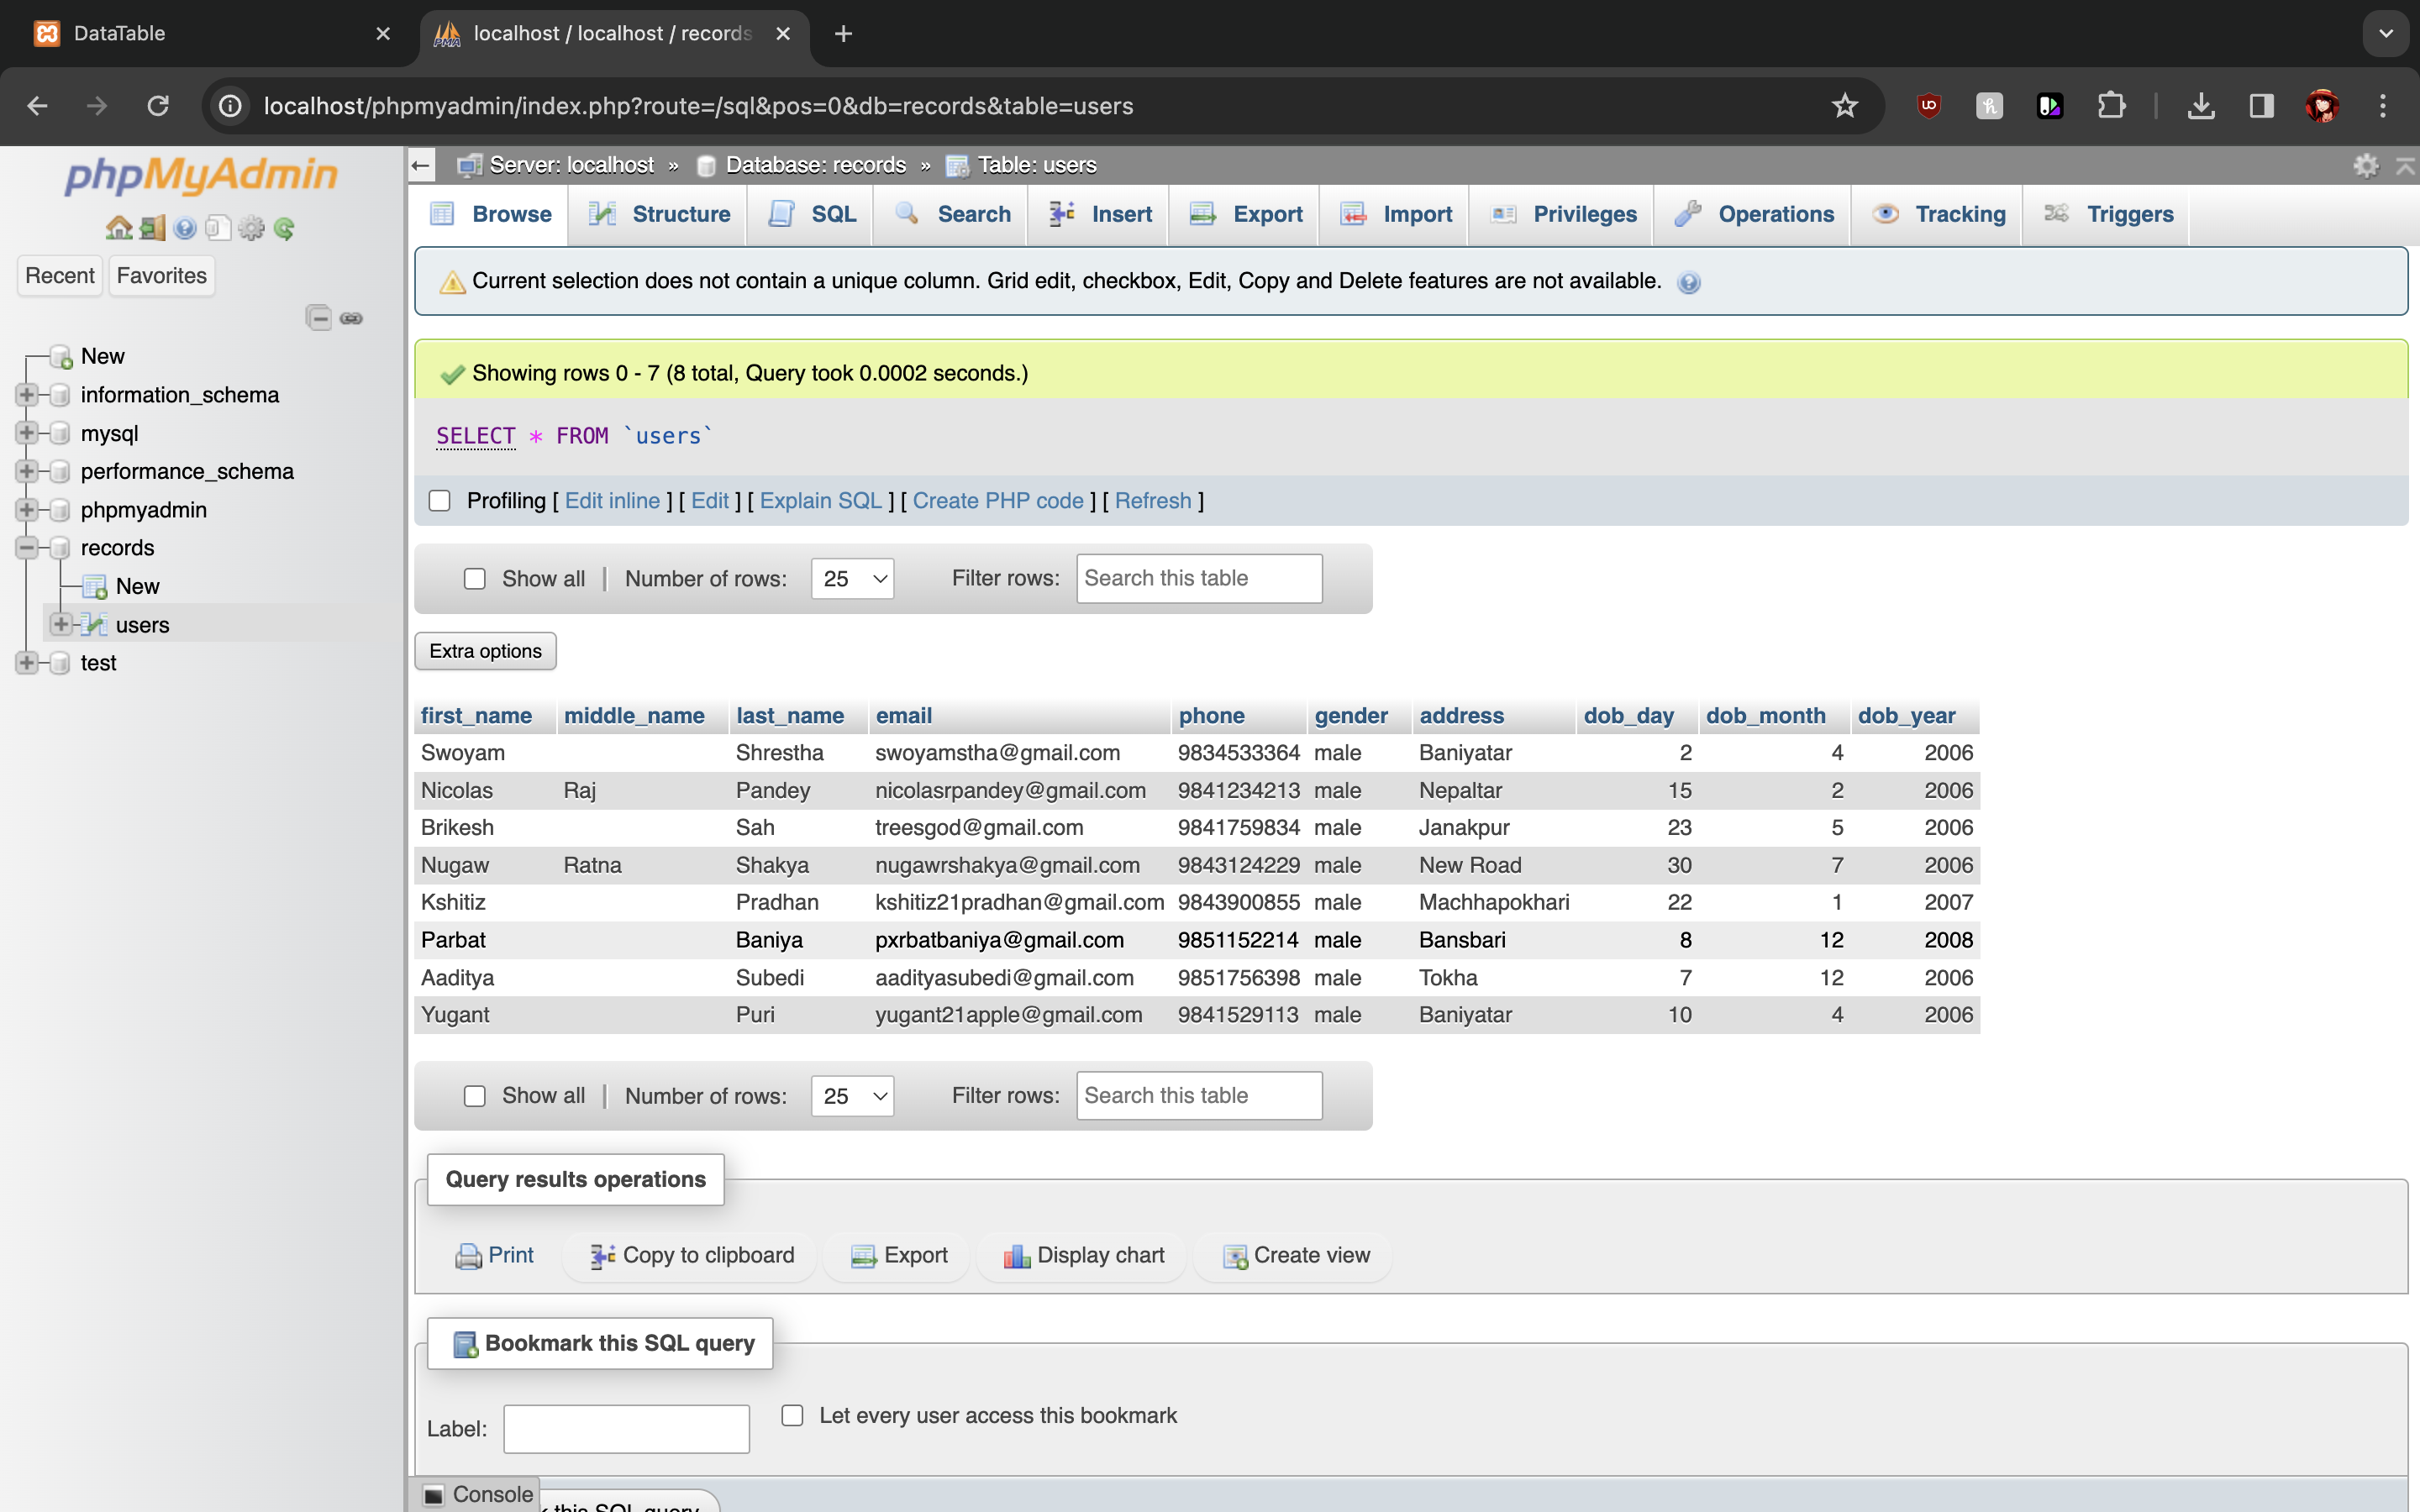 DataTable
localhost / localhost / records
localhost/phpmyadmin/index.php?route=/sql&pos=0&db=records&table=users
phpMyAdmin
Recent Favorites
New
information_schema
mysql
performance_schema
phpmyadmin
records
New
users
test
Server: localhost » Database: records » Table: users
Browse Structure SQL Search Insert Export Import Privileges Operations Tracking Triggers
Current selection does not contain a unique column. Grid edit, checkbox, Edit, Copy and Delete features are not available.
Showing rows 0 - 7 (8 total, Query took 0.0002 seconds.)
SELECT * FROM `users`
Profiling [ Edit inline ] [ Edit ] [ Explain SQL ] [ Create PHP code ] [ Refresh ]
Show all | Number of rows: 25 Filter rows: Search this table
Extra options
first_name middle_name last_name email phone gender address dob_day dob_month dob_year
Swoyam Shrestha swoyamstha@gmail.com 9834533364 male Baniyatar 2 4 2006
Nicolas Raj Pandey nicolasrpandey@gmail.com 9841234213 male Nepaltar 15 2 2006
Brikesh Sah treesgod@gmail.com 9841759834 male Janakpur 23 5 2006
Nugaw Ratna Shakya nugawrshakya@gmail.com 9843124229 male New Road 30 7 2006
Kshitiz Pradhan kshitiz21pradhan@gmail.com 9843900855 male Machhapokhari 22 1 2007
Parbat Baniya pxrbatbaniya@gmail.com 9851152214 male Bansbari 8 12 2008
Aaditya Subedi aadityasubedi@gmail.com 9851756398 male Tokha 7 12 2006
Yugant Puri yugant21apple@gmail.com 9841529113 male Baniyatar 10 4 2006
Show all | Number of rows: 25 Filter rows: Search this table
Query results operations
Print Copy to clipboard Export Display chart Create view
Bookmark this SQL query
Label: Let every user access this bookmark
Console
this SQL query